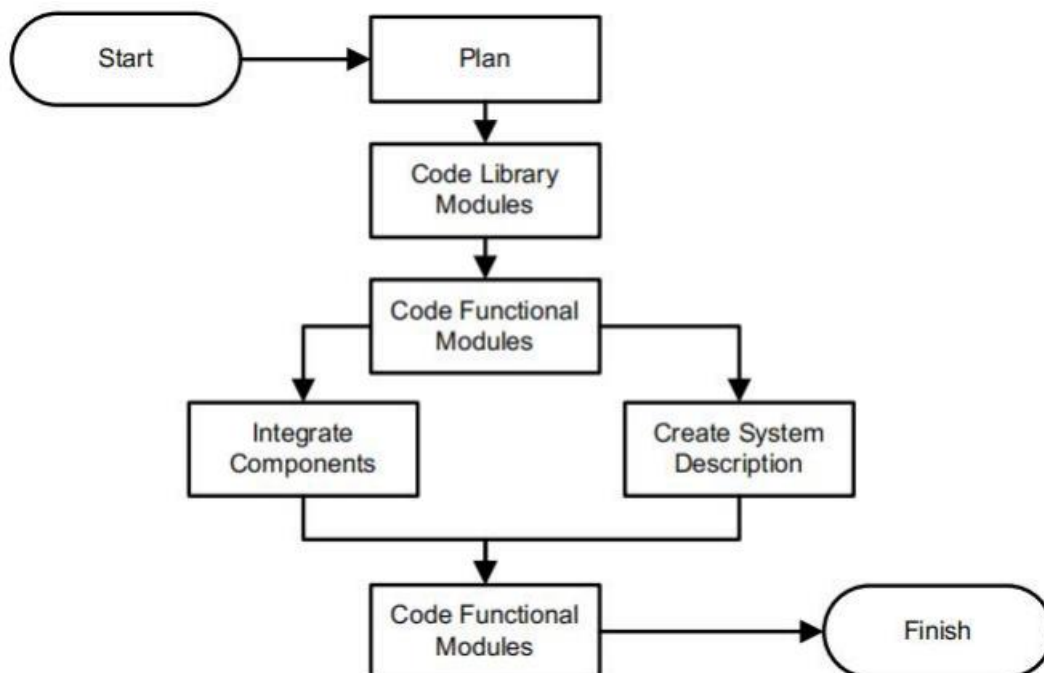 Start
Plan
Code Library
Modules
Code Functional
Modules
Integrate
Components
Create System
Description
Code Functional
Modules
Finish